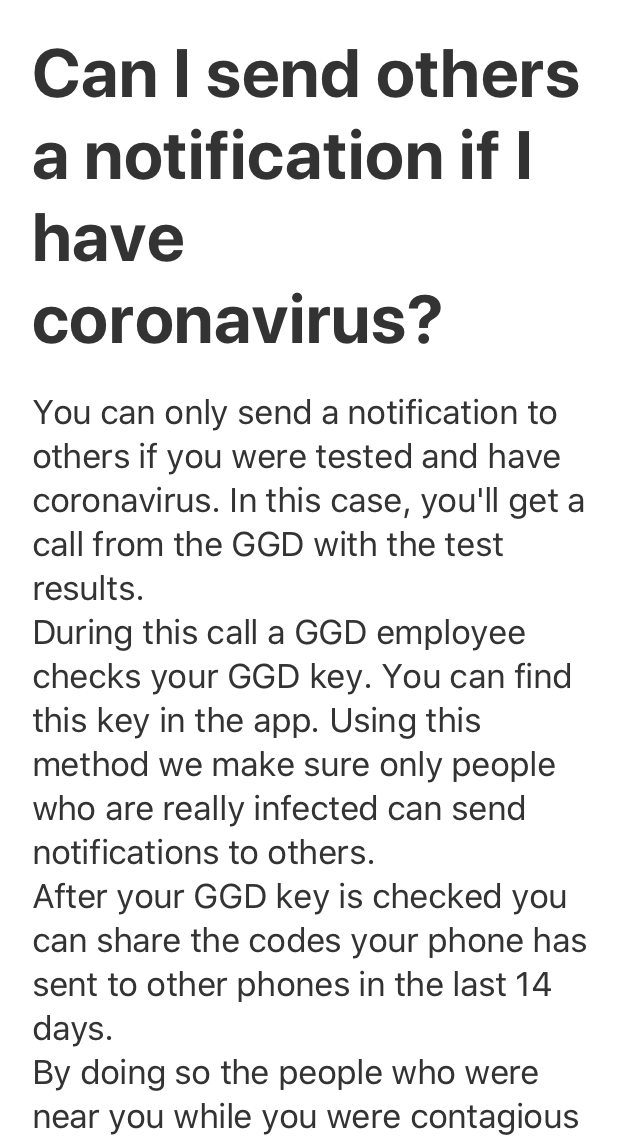 Can I send others
a notification if I
have
coronavirus?
You can only send a notification to
others if you were tested and have
coronavirus. In this case, you'll get a
call from the GGD with the test
results.
During this call a GGD employee
checks your GGD key. You can find
this key in the app. Using this
method we make sure only people
who are really infected can send
notifications to others.
After your GGD key is checked you
can share the codes your phone has
sent to other phones in the last 14
days.
By doing so the people who were
near you while you were contagious